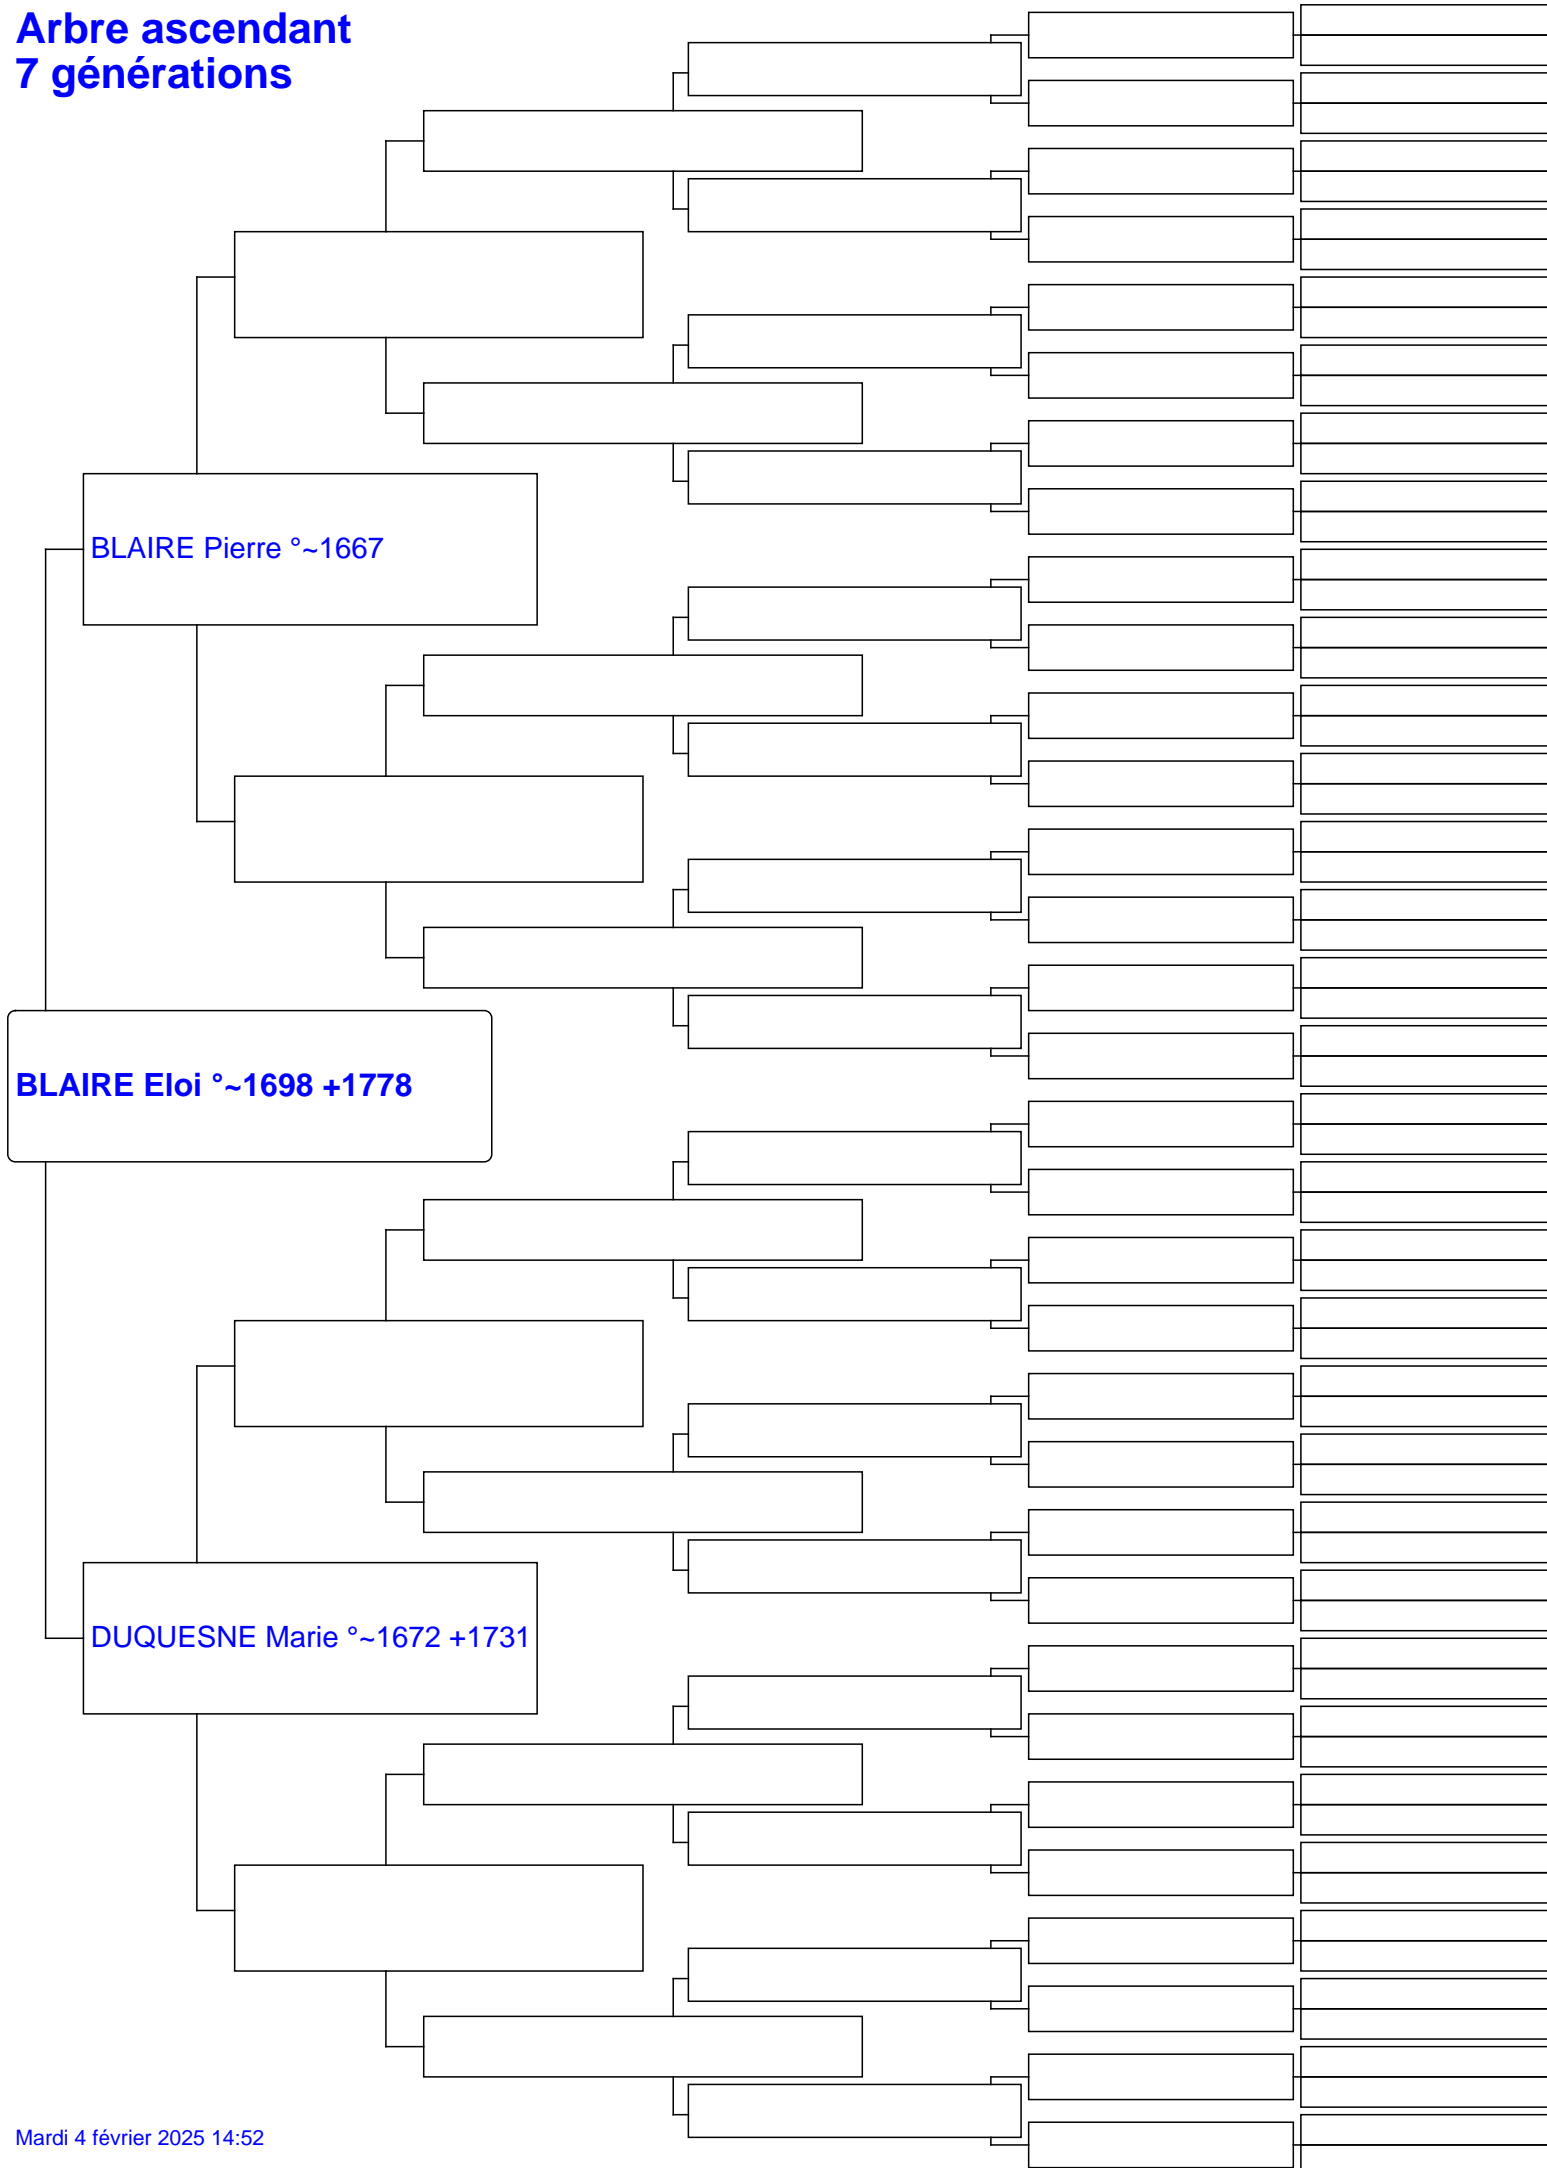 Arbre ascendant
7 générations
BLAIRE Pierre °~1667
BLAIRE Eloi °~1698 +1778
DUQUESNE Marie °~1672 +1731
Mardi 4 février 2025 14:52